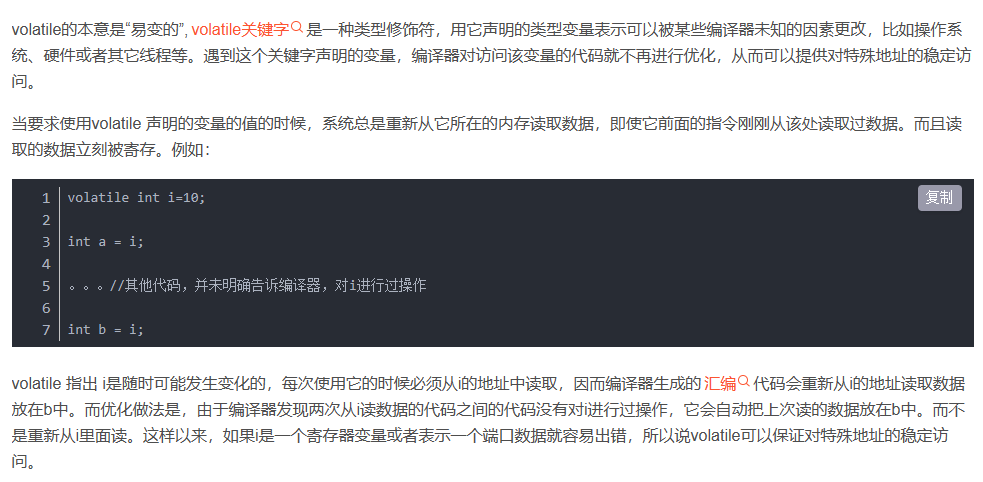 volatile的本意是“易变的”, volatile关键字是一种类型修饰符，用它声明的类型变量表示可以被某些编译器未知的因素更改，比如操作系
统、硬件或者其它线程等。遇到这个关键字声明的变量，编译器对访问该变量的代码就不再进行优化，从而可以提供对特殊地址的稳定访
问。
当要求使用volatile 声明的变量的值的时候，系统总是重新从它所在的内存读取数据，即使它前面的指令刚刚从该处读取过数据。而且读
取的数据立刻被寄存。例如：
复制
1 volatile int i=10;
2
3 int a = i;
4
5 。。。//其他代码，并未明确告诉编译器，对i进行过操作
6
7 int b = i;
volatile 指出 i是随时可能发生变化的，每次使用它的时候必须从i的地址中读取，因而编译器生成的汇编代码会重新从i的地址读取数据
放在b中。而优化做法是，由于编译器发现两次从i读数据的代码之间的代码没有对i进行过操作，它会自动把上次读的数据放在b中。而不
是重新从i里面读。这样以来，如果i是一个寄存器变量或者表示一个端口数据就容易出错，所以说volatile可以保证对特殊地址的稳定访
问。